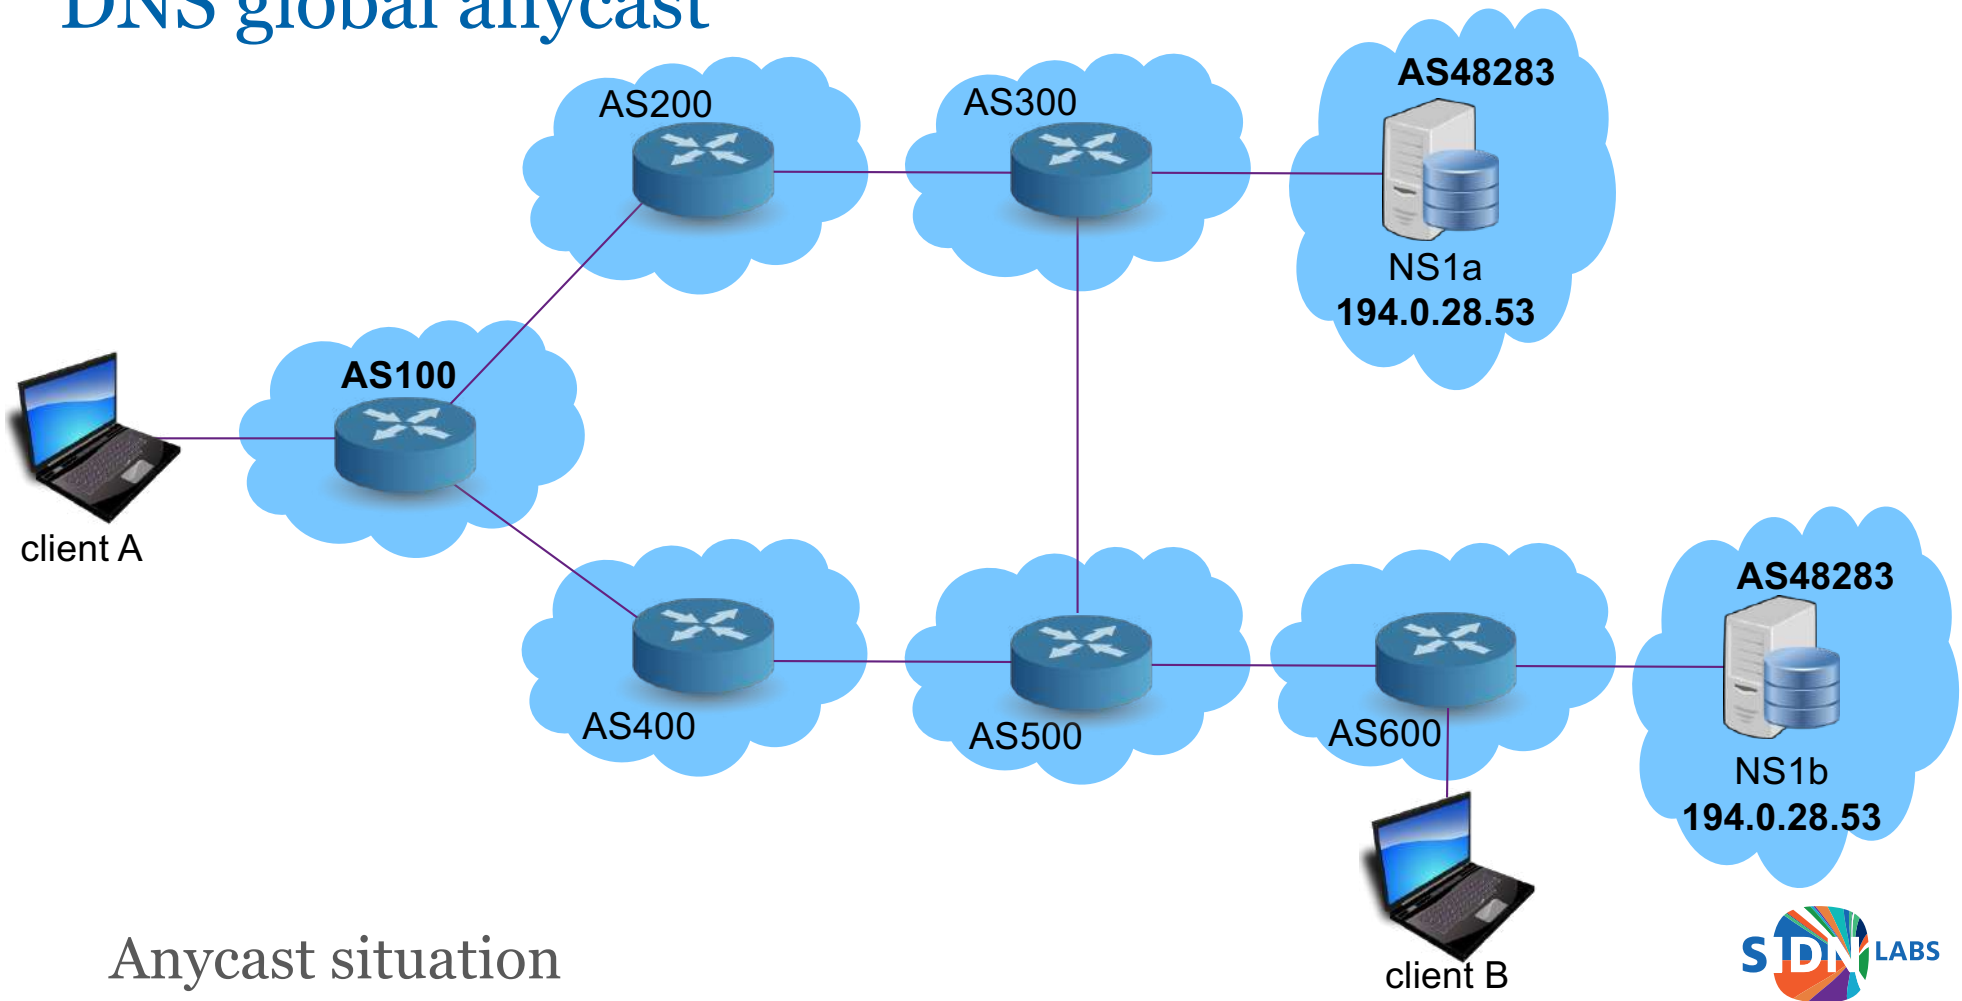 DNS global anycast
AS200
AS300
AS48283
NS1a
194.0.28.53
AS100
client A
AS400
AS500
AS600
AS48283
NS1b
194.0.28.53
client B
Anycast situation
SIDN LABS